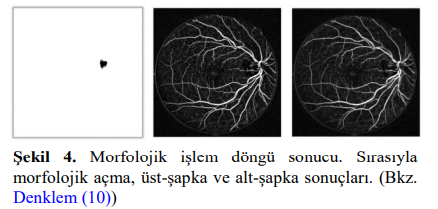 Şekil 4. Morfolojik işlem döngü sonucu. Sırasıyla
morfolojik açma, üst-şapka ve alt-şapka sonuçları. (Bkz.
Denklem (10))